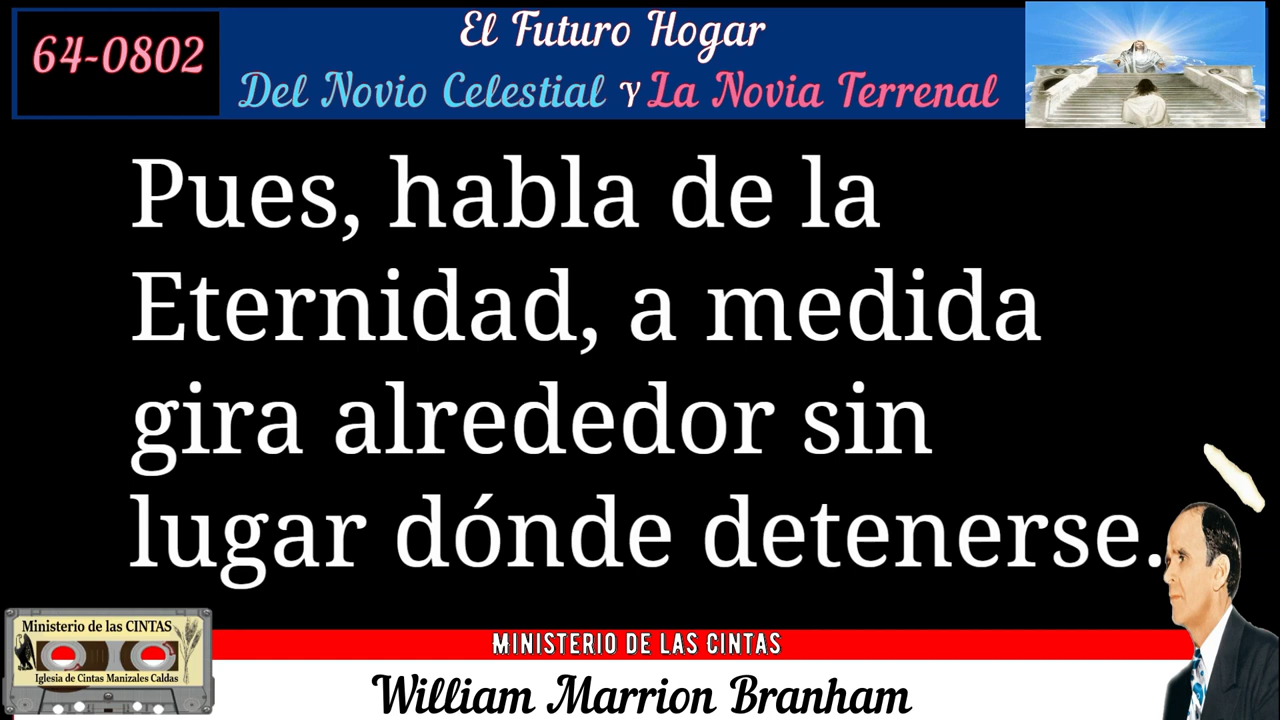 64-0802
El Futuro Hogar
Del Novio Celestial y La Novia Terrenal
Pues, habla de la
Eternidad, a medida
gira alrededor sin
lugar dónde detenerse.
Ministerio de las CINTAS
Iglesia de Cintas Manizales Caldas
MINISTERIO DE LAS CINTAS
William Marrion Branham